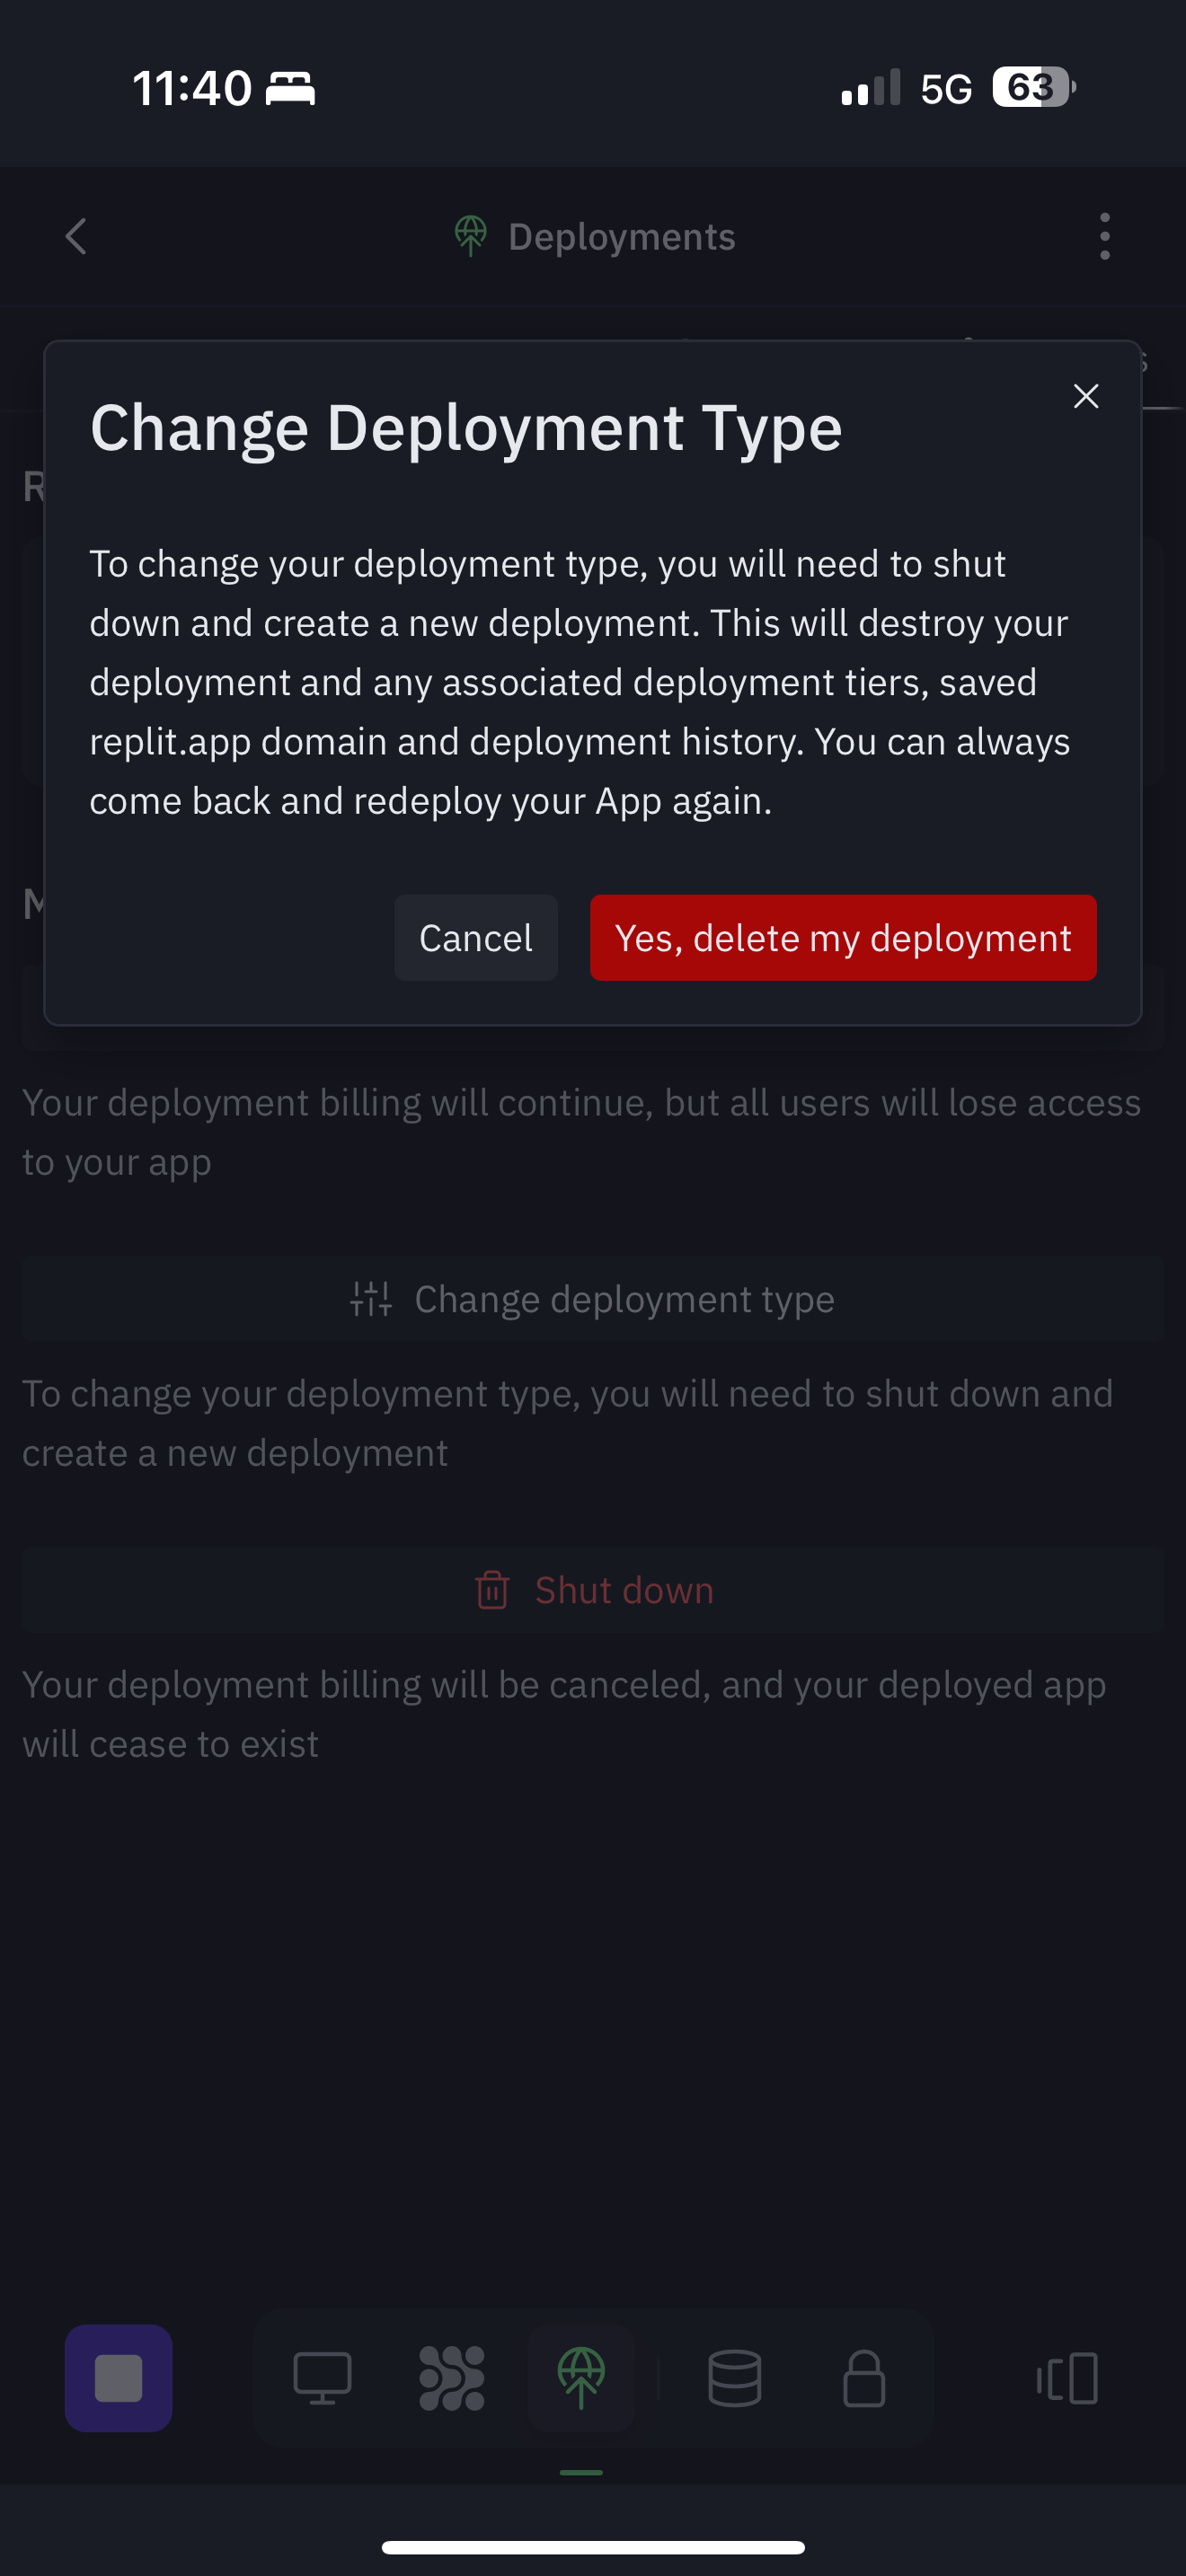 11:40
5G 63
Deployments
Change Deployment Type
To change your deployment type, you will need to shut
down and create a new deployment. This will destroy your
deployment and any associated deployment tiers, saved
replit.app domain and deployment history. You can always
come back and redeploy your App again.
Cancel
Yes, delete my deployment
Your deployment billing will continue, but all users will lose access
to your app
Change deployment type
To change your deployment type, you will need to shut down and
create a new deployment
Shut down
Your deployment billing will be canceled, and your deployed app
will cease to exist